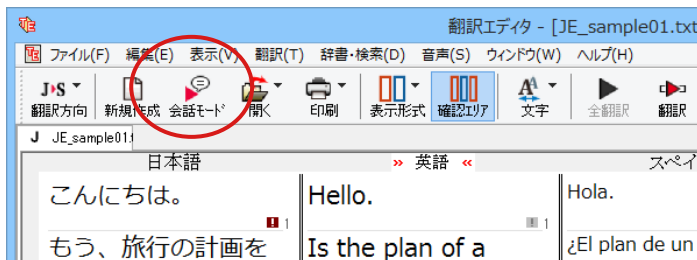 翻訳エディタ - [JE_sample01.txt
ファイル(F) 編集(E) 表示(V) 翻訳(T) 辞書・検索(D) 音声(S) ウィンドウ(W) ヘルプ(H)
J▸S
翻訳方向 新規作成 会話モード 開く 印刷 表示形式 確認エリア 文字 全翻訳 翻訳
J JE_sample01
日本語 » 英語 « スペイ
こんにちは。 Hello. Hola.
1 1
もう、旅行の計画を Is the plan of a ¿El plan de un